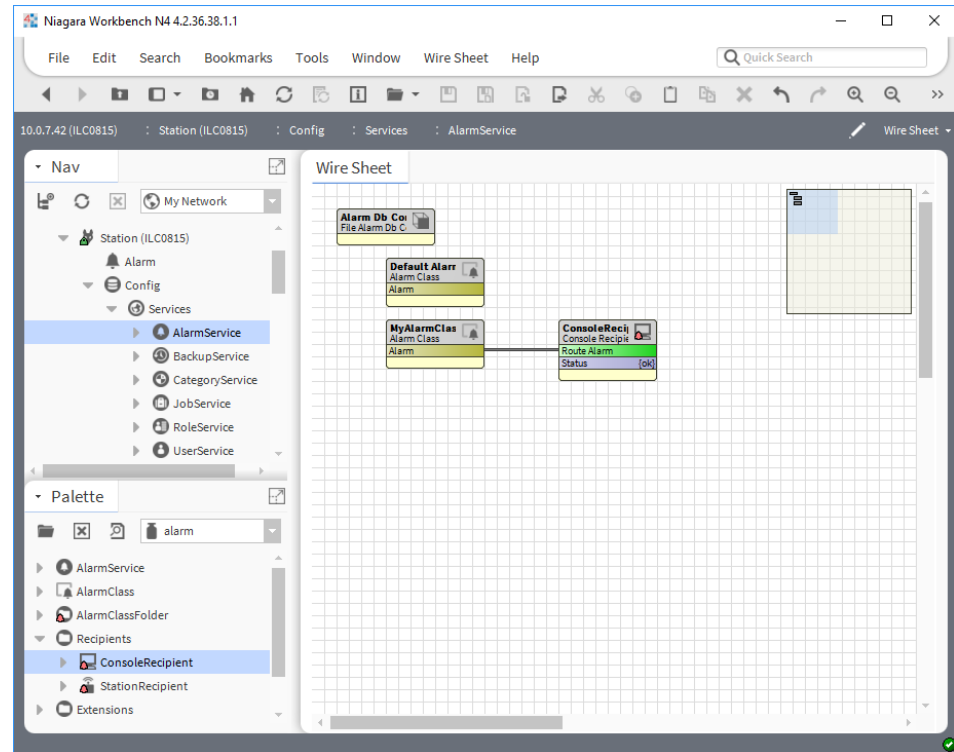 Niagara Workbench N4 4.2.36.38.1.1
File Edit Search Bookmarks Tools Window Wire Sheet Help
Quick Search
10.0.7.42 (ILC0815) : Station (ILC0815) : Config : Services : AlarmService
Wire Sheet
Nav
My Network
Station (ILC0815)
Alarm
Config
Services
AlarmService
BackupService
CategoryService
JobService
RoleService
UserService
Palette
alarm
AlarmService
AlarmClass
AlarmClassFolder
Recipients
ConsoleRecipient
StationRecipient
Extensions
Wire Sheet
Alarm Db Co
File Alarm Db C
Default Alarr
Alarm Class
Alarm
MyAlarmClas
Alarm Class
Alarm
ConsoleReci
Console Recipie
Route Alarm
Status {ok}